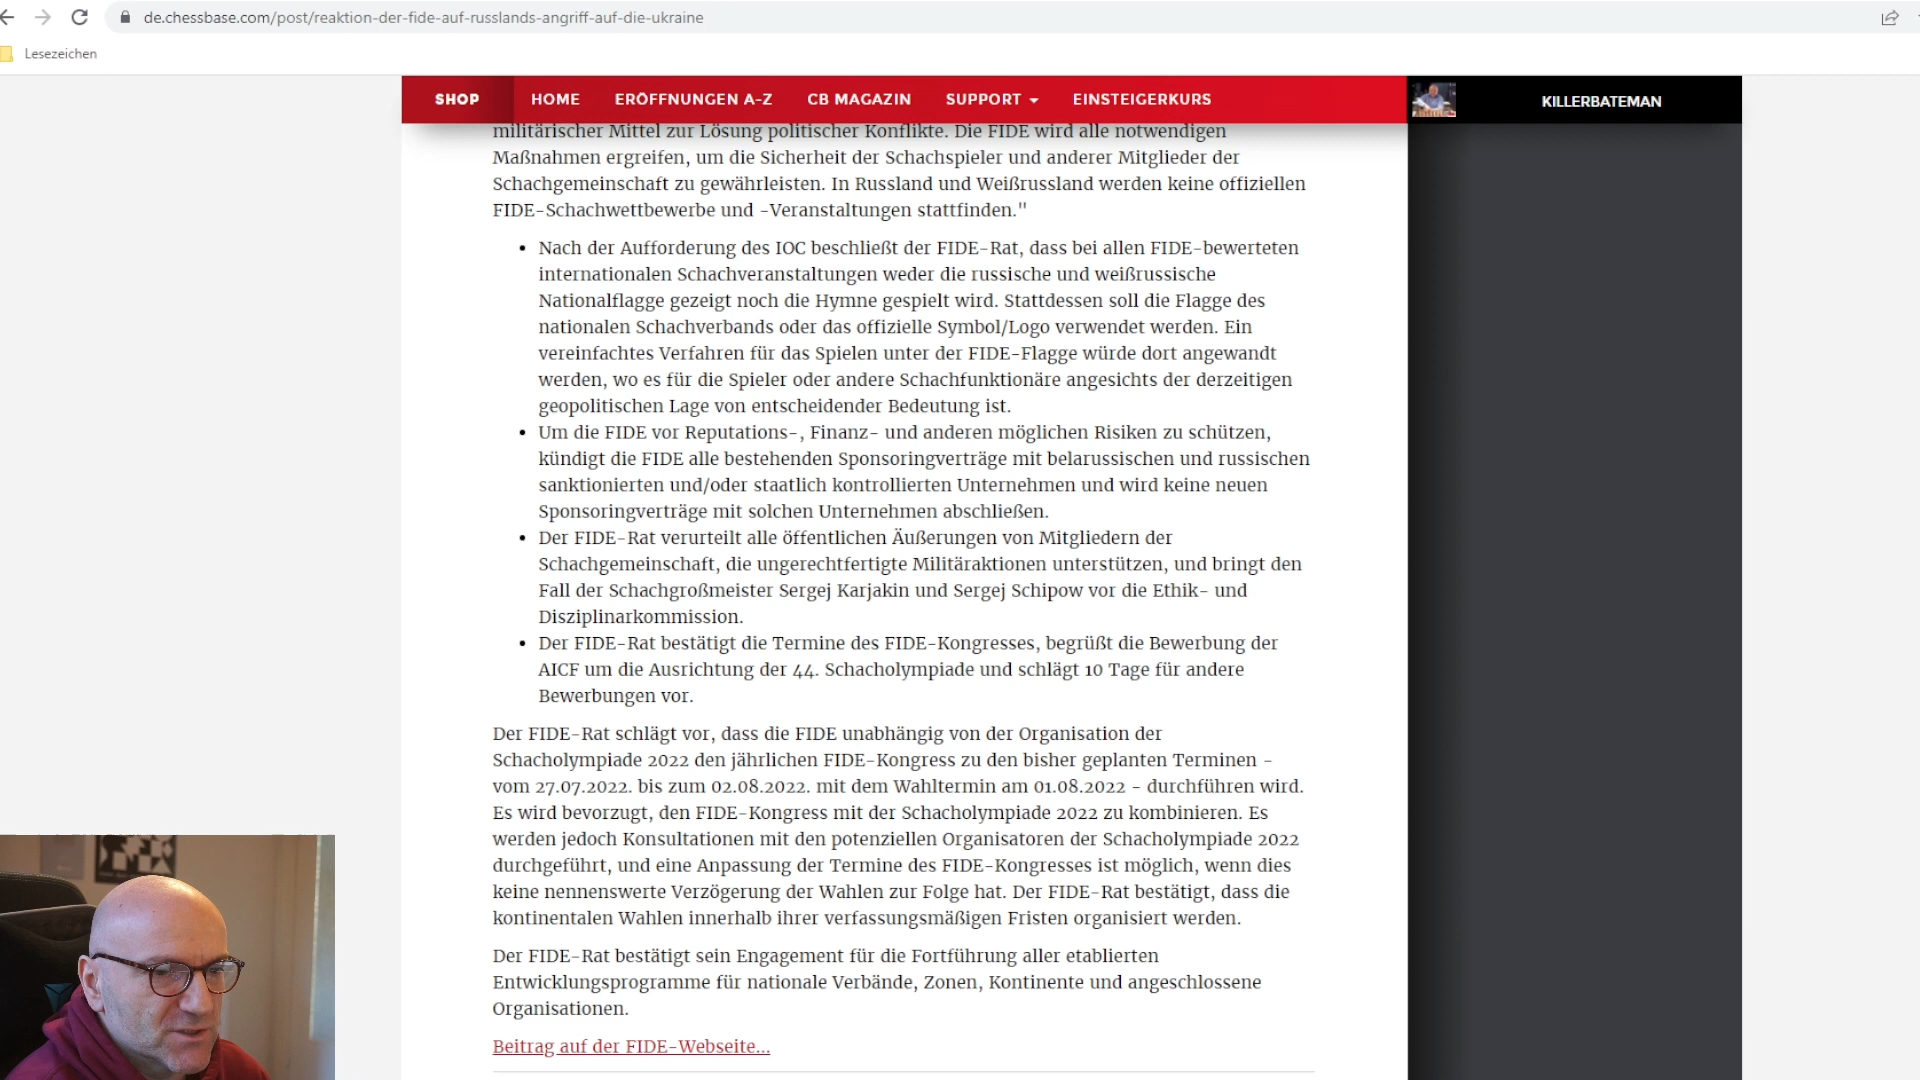 de.chessbase.com/post/reaktion-der-fide-auf-russlands-angriff-auf-die-ukraine
Lesezeichen
SHOP HOME ERÖFFNUNGEN A-Z CB MAGAZIN SUPPORT EINSTEIGERKURS KILLERBATEMAN
militärischer Mittel zur Lösung politischer Konflikte. Die FIDE wird alle notwendigen
Maßnahmen ergreifen, um die Sicherheit der Schachspieler und anderer Mitglieder der
Schachgemeinschaft zu gewährleisten. In Russland und Weißrussland werden keine offiziellen
FIDE-Schachwettbewerbe und -Veranstaltungen stattfinden."
• Nach der Aufforderung des IOC beschließt der FIDE-Rat, dass bei allen FIDE-bewerteten
internationalen Schachveranstaltungen weder die russische und weißrussische
Nationalflagge gezeigt noch die Hymne gespielt wird. Stattdessen soll die Flagge des
nationalen Schachverbands oder das offizielle Symbol/Logo verwendet werden. Ein
vereinfachtes Verfahren für das Spielen unter der FIDE-Flagge würde dort angewandt
werden, wo es für die Spieler oder andere Schachfunktionäre angesichts der derzeitigen
geopolitischen Lage von entscheidender Bedeutung ist.
• Um die FIDE vor Reputations-, Finanz- und anderen möglichen Risiken zu schützen,
kündigt die FIDE alle bestehenden Sponsoringverträge mit belarussischen und russischen
sanktionierten und/oder staatlich kontrollierten Unternehmen und wird keine neuen
Sponsoringverträge mit solchen Unternehmen abschließen.
• Der FIDE-Rat verurteilt alle öffentlichen Äußerungen von Mitgliedern der
Schachgemeinschaft, die ungerechtfertigte Militäraktionen unterstützen, und bringt den
Fall der Schachgroßmeister Sergej Karjakin und Sergej Schipow vor die Ethik- und
Disziplinarkommission.
• Der FIDE-Rat bestätigt die Termine des FIDE-Kongresses, begrüßt die Bewerbung der
AICF um die Ausrichtung der 44. Schacholympiade und schlägt 10 Tage für andere
Bewerbungen vor.
Der FIDE-Rat schlägt vor, dass die FIDE unabhängig von der Organisation der
Schacholympiade 2022 den jährlichen FIDE-Kongress zu den bisher geplanten Terminen -
vom 27.07.2022. bis zum 02.08.2022. mit dem Wahltermin am 01.08.2022 - durchführen wird.
Es wird bevorzugt, den FIDE-Kongress mit der Schacholympiade 2022 zu kombinieren. Es
werden jedoch Konsultationen mit den potenziellen Organisatoren der Schacholympiade 2022
durchgeführt, und eine Anpassung der Termine des FIDE-Kongresses ist möglich, wenn dies
keine nennenswerte Verzögerung der Wahlen zur Folge hat. Der FIDE-Rat bestätigt, dass die
kontinentalen Wahlen innerhalb ihrer verfassungsmäßigen Fristen organisiert werden.
Der FIDE-Rat bestätigt sein Engagement für die Fortführung aller etablierten
Entwicklungsprogramme für nationale Verbände, Zonen, Kontinente und angeschlossene
Organisationen.
Beitrag auf der FIDE-Webseite...